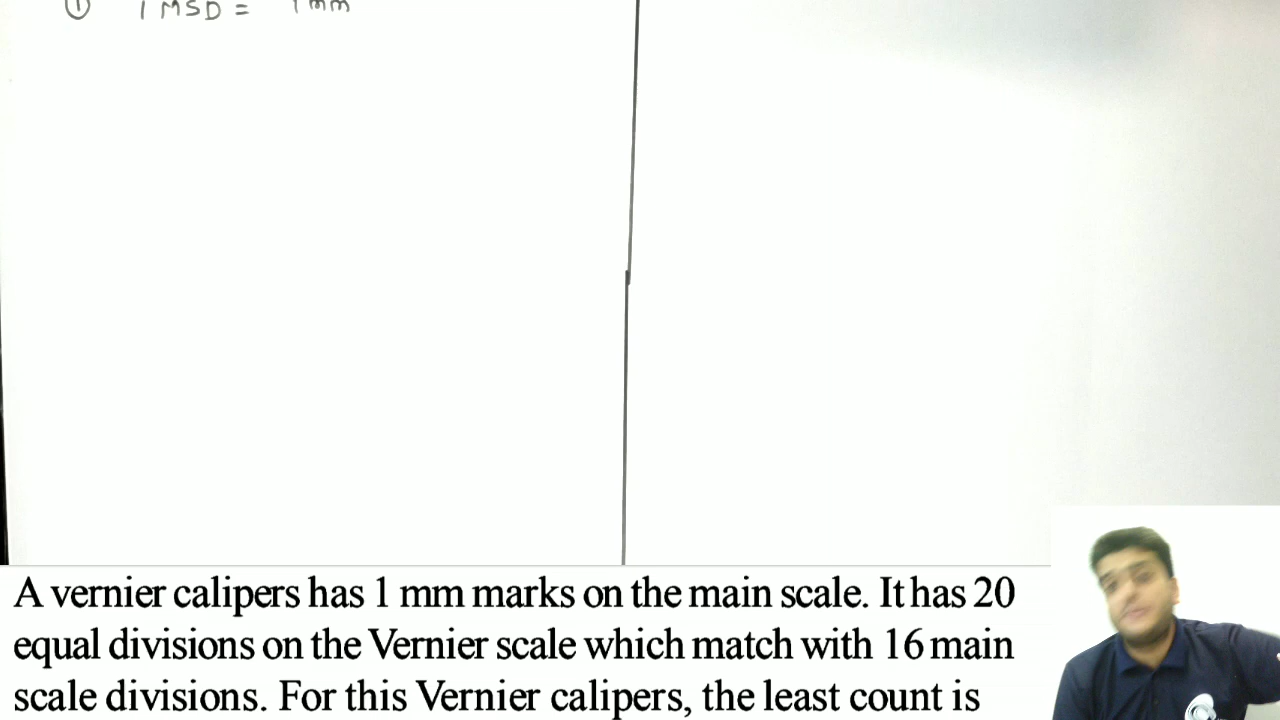 ① 1 MSD = 1 mm
A vernier calipers has 1 mm marks on the main scale. It has 20
equal divisions on the Vernier scale which match with 16 main
scale divisions. For this Vernier calipers, the least count is